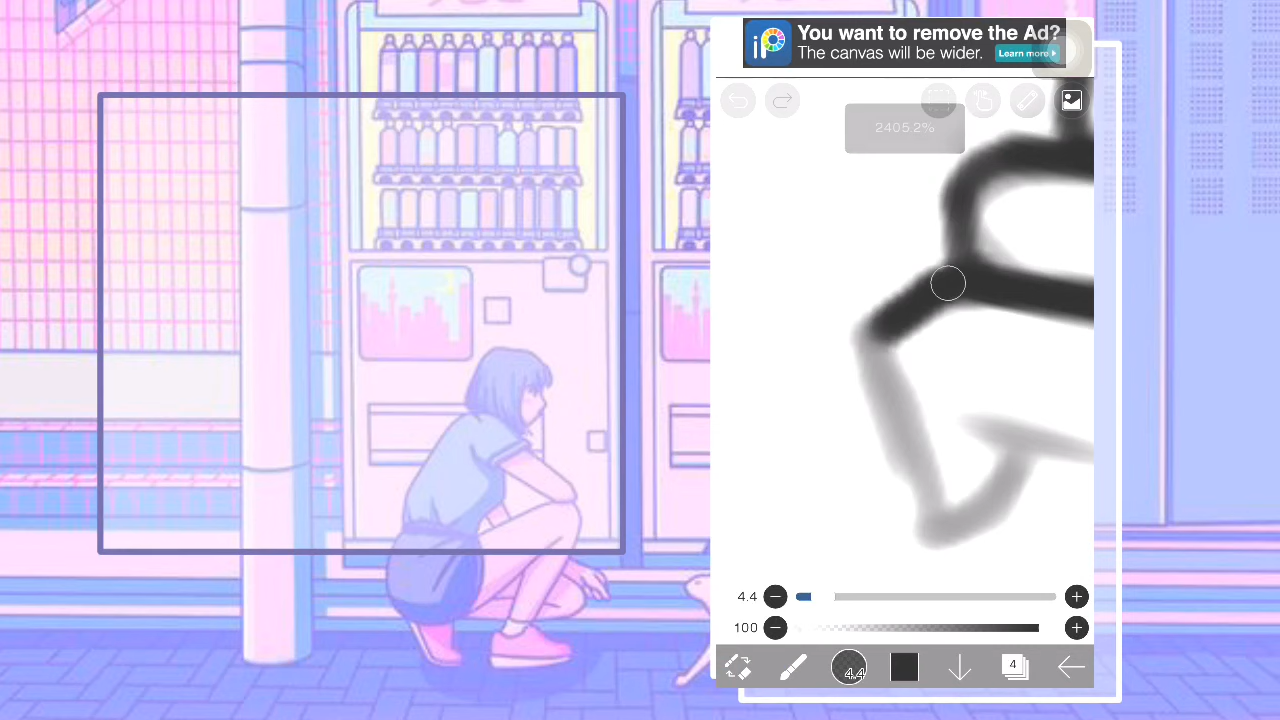 iP
You want to remove the Ad?
The canvas will be wider.
Learn more
2405.2%
4.4
100
4.4
4